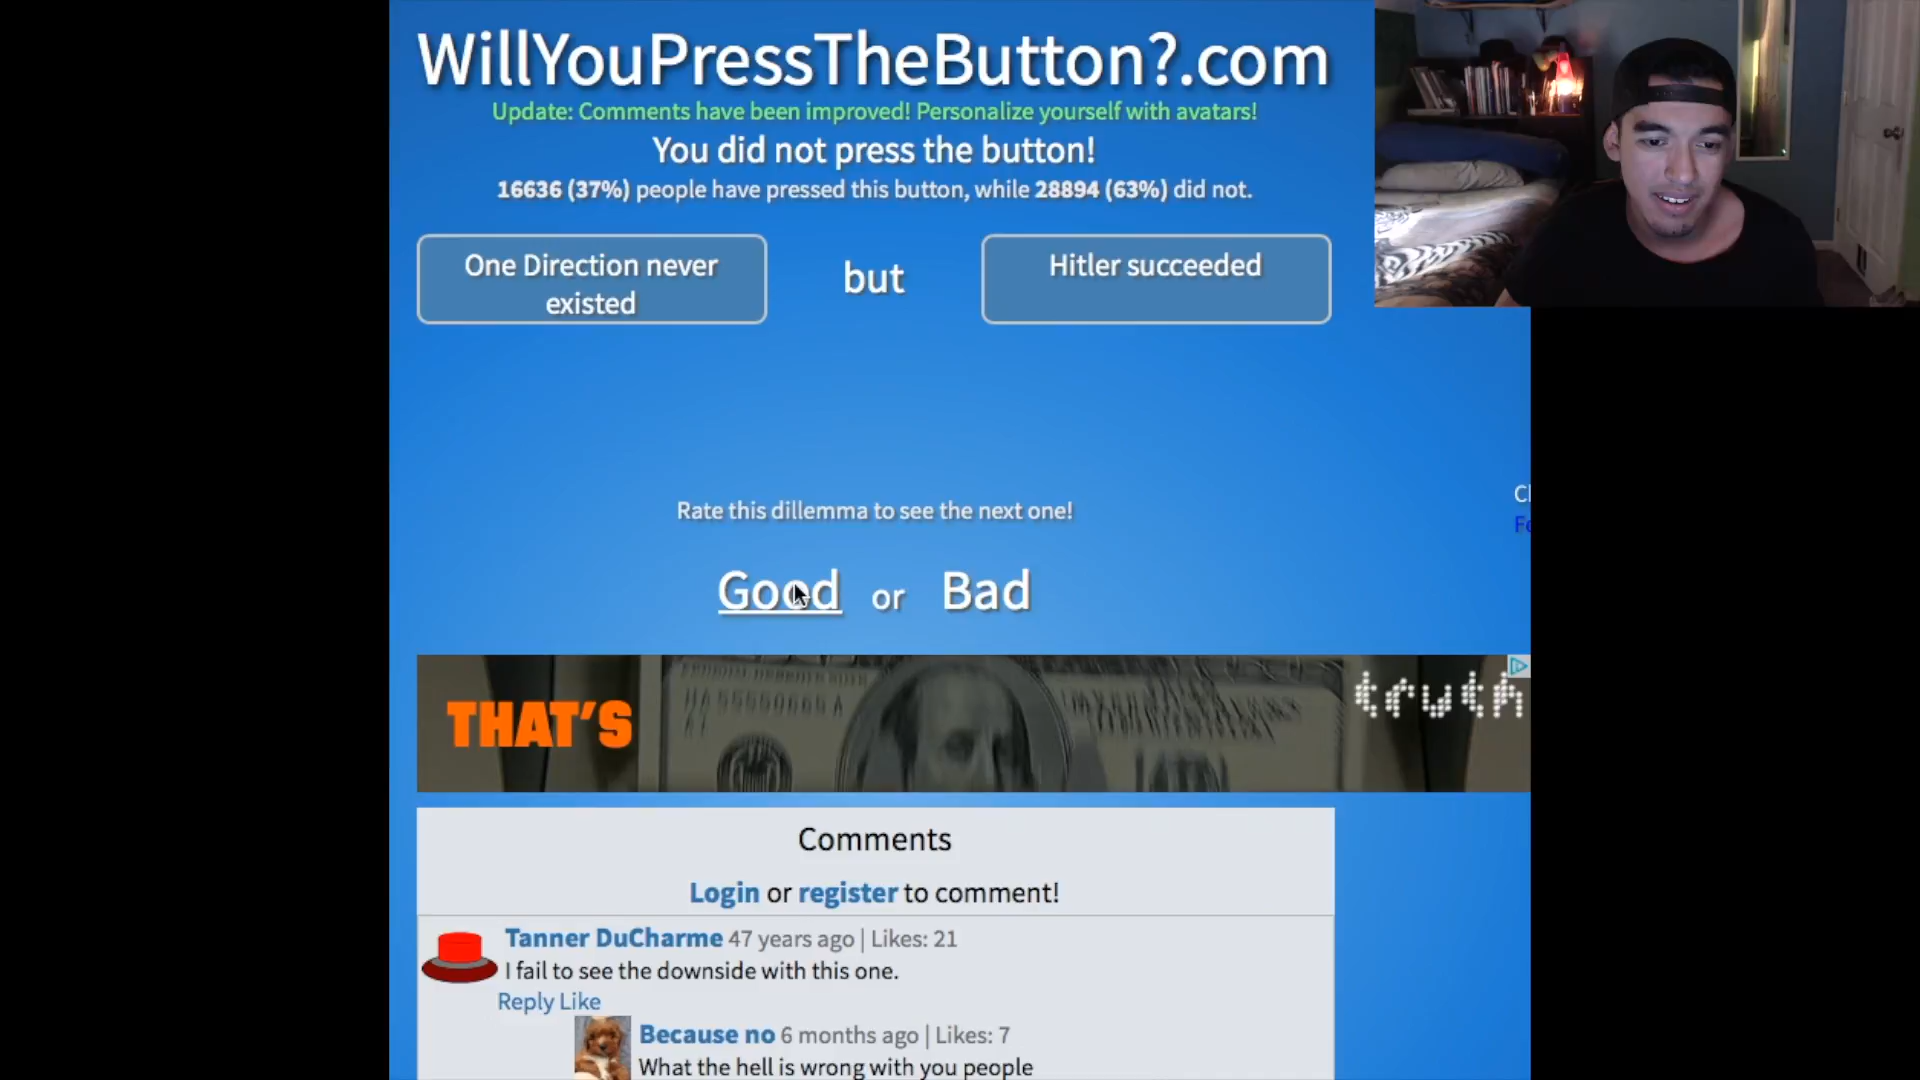 WillYouPressTheButton?.com
Update: Comments have been improved! Personalize yourself with avatars!
You did not press the button!
16636 (37%) people have pressed this button, while 28894 (63%) did not.
One Direction never
existed
but
Hitler succeeded
Rate this dillemma to see the next one!
Good or Bad
THAT'S
truth
Comments
Login or register to comment!
Tanner DuCharme 47 years ago | Likes: 21
I fail to see the downside with this one.
Reply Like
Because no 6 months ago | Likes: 7
What the hell is wrong with you people